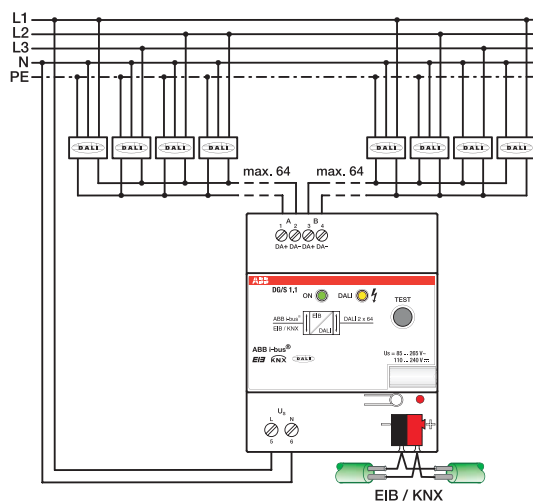 L1
L2
L3
N
PE
DALI DALI DALI DALI DALI DALI DALI DALI
max. 64 max. 64
A B
1 2 3 4
DA+ DA- DA+ DA-
ABB
DG/S 1.1
ON DALI
TEST
ABB i-bus® EIB DALI 2 x 64
EIB / KNX DALI
ABB i-bus®
EIB KNX DALI
Us = 85 ... 265 V~
110 ... 240 V
Us
L N
5 6
EIB / KNX